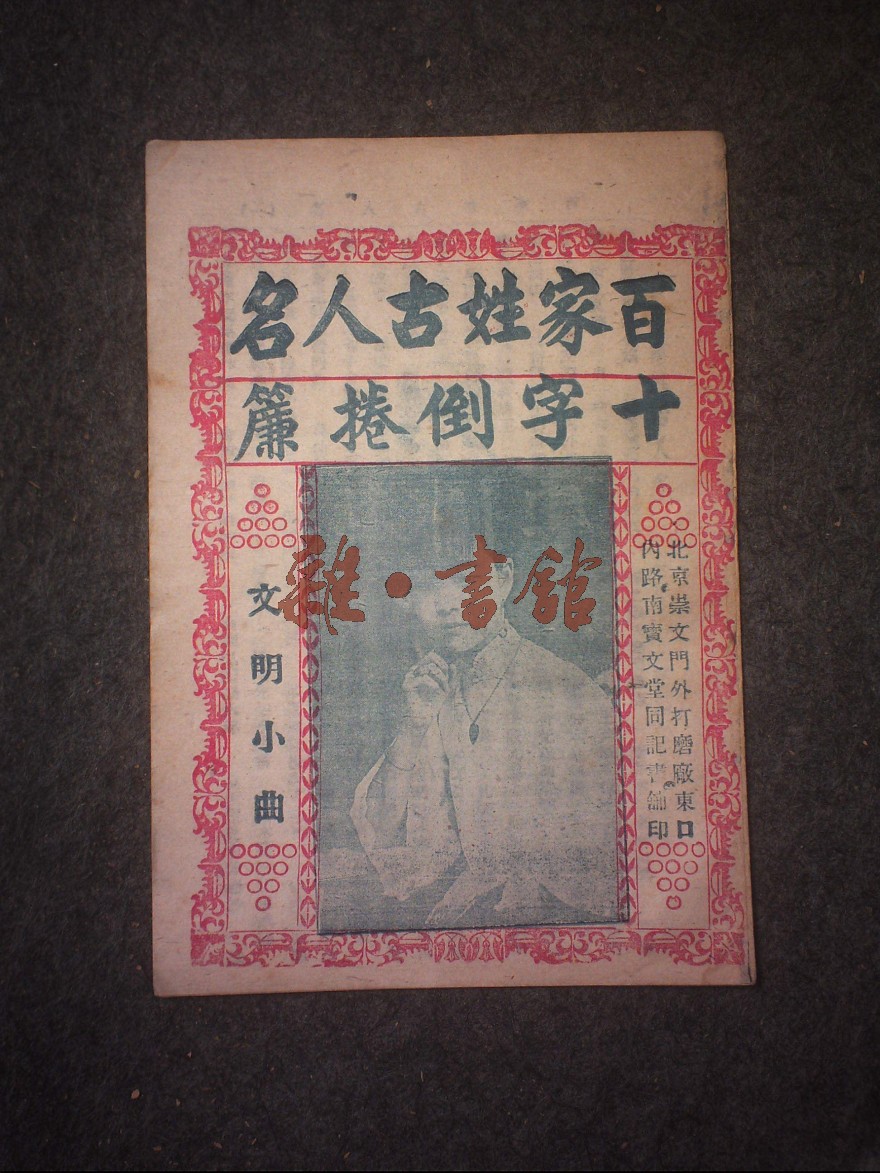 百家姓古人名
十字倒捲簾
北京崇文門外打磨廠東口
內路南寳文堂同記書舖印
文明小曲
雜·書舘